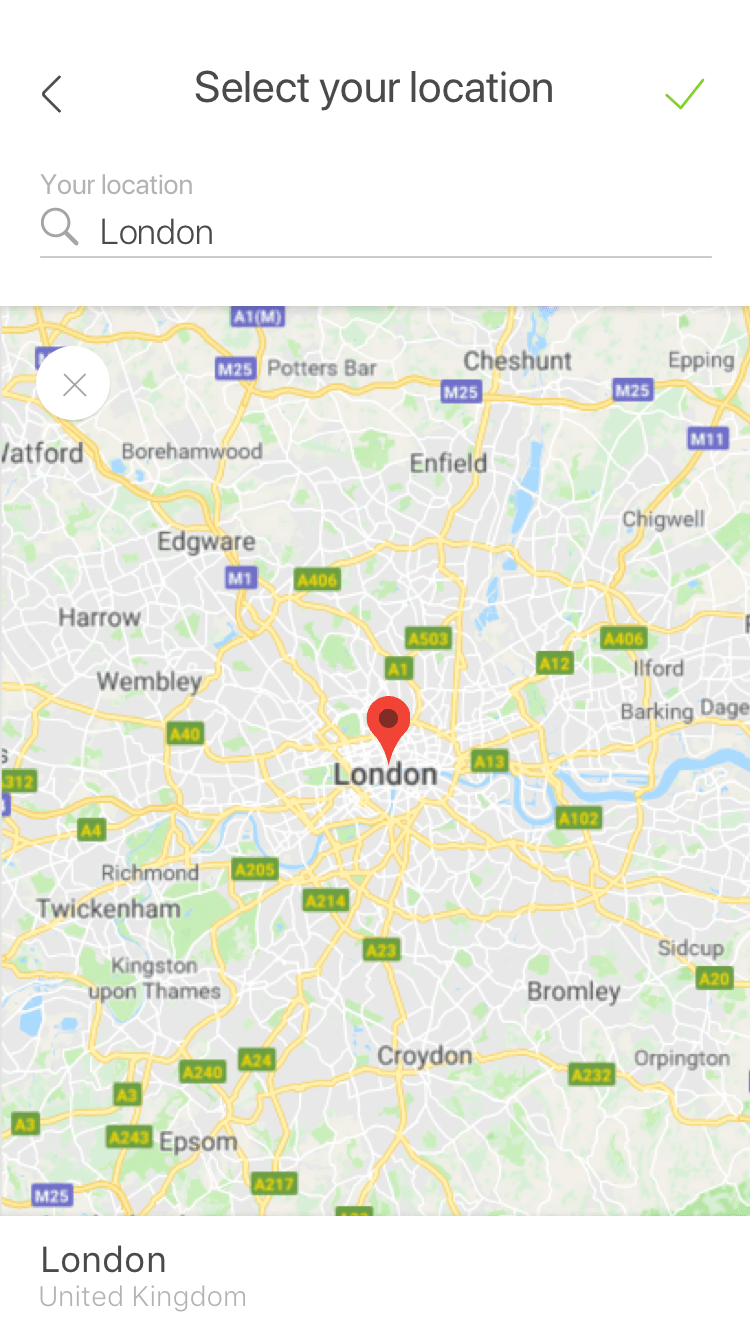 Select your location
Your location
London
A1(M)
M25
Potters Bar
Cheshunt
Epping
M25
M25
M11
Borehamwood
Enfield
Chigwell
Edgware
M1
A406
Harrow
A503
A406
A1
A12
Ilford
Wembley
Barking
A40
A13
London
A102
A4
Richmond
A205
Twickenham
A214
A23
Sidcup
Kingston
upon Thames
A20
Bromley
Croydon
Orpington
A24
A240
A232
A3
A3
A243
Epsom
A217
M25
London
United Kingdom